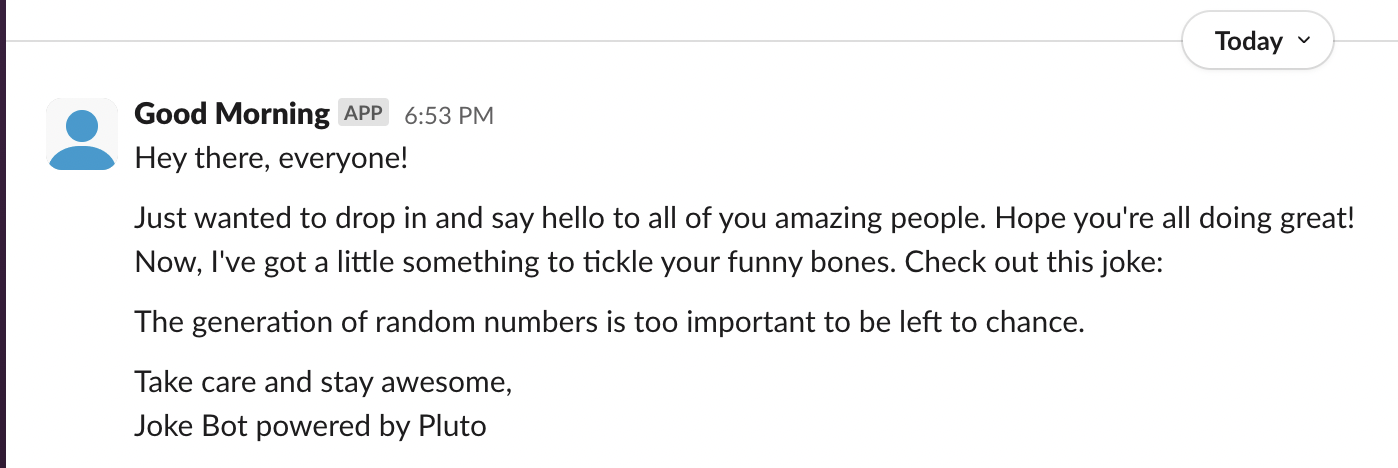 Today
Good Morning APP 6:53 PM
Hey there, everyone!
Just wanted to drop in and say hello to all of you amazing people. Hope you're all doing great!
Now, I've got a little something to tickle your funny bones. Check out this joke:
The generation of random numbers is too important to be left to chance.
Take care and stay awesome,
Joke Bot powered by Pluto